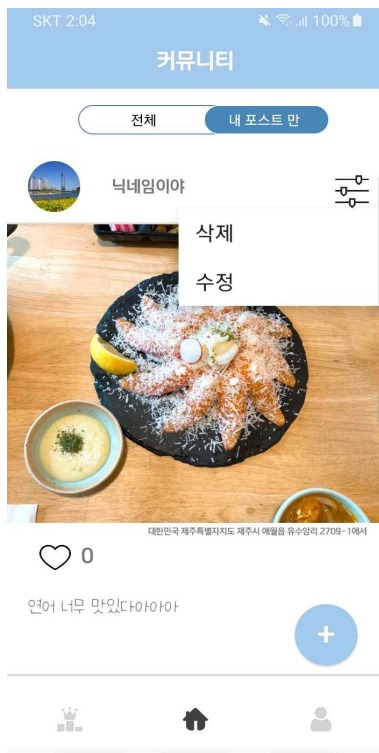 SKT 2:04 100%
커뮤니티
전체 내 포스트 만
닉네임이야
삭제
수정
대한민국 제주특별자치도 제주시 애월읍 유수암리 2709-1에서
0
연어 너무 맛있다아아아아
+